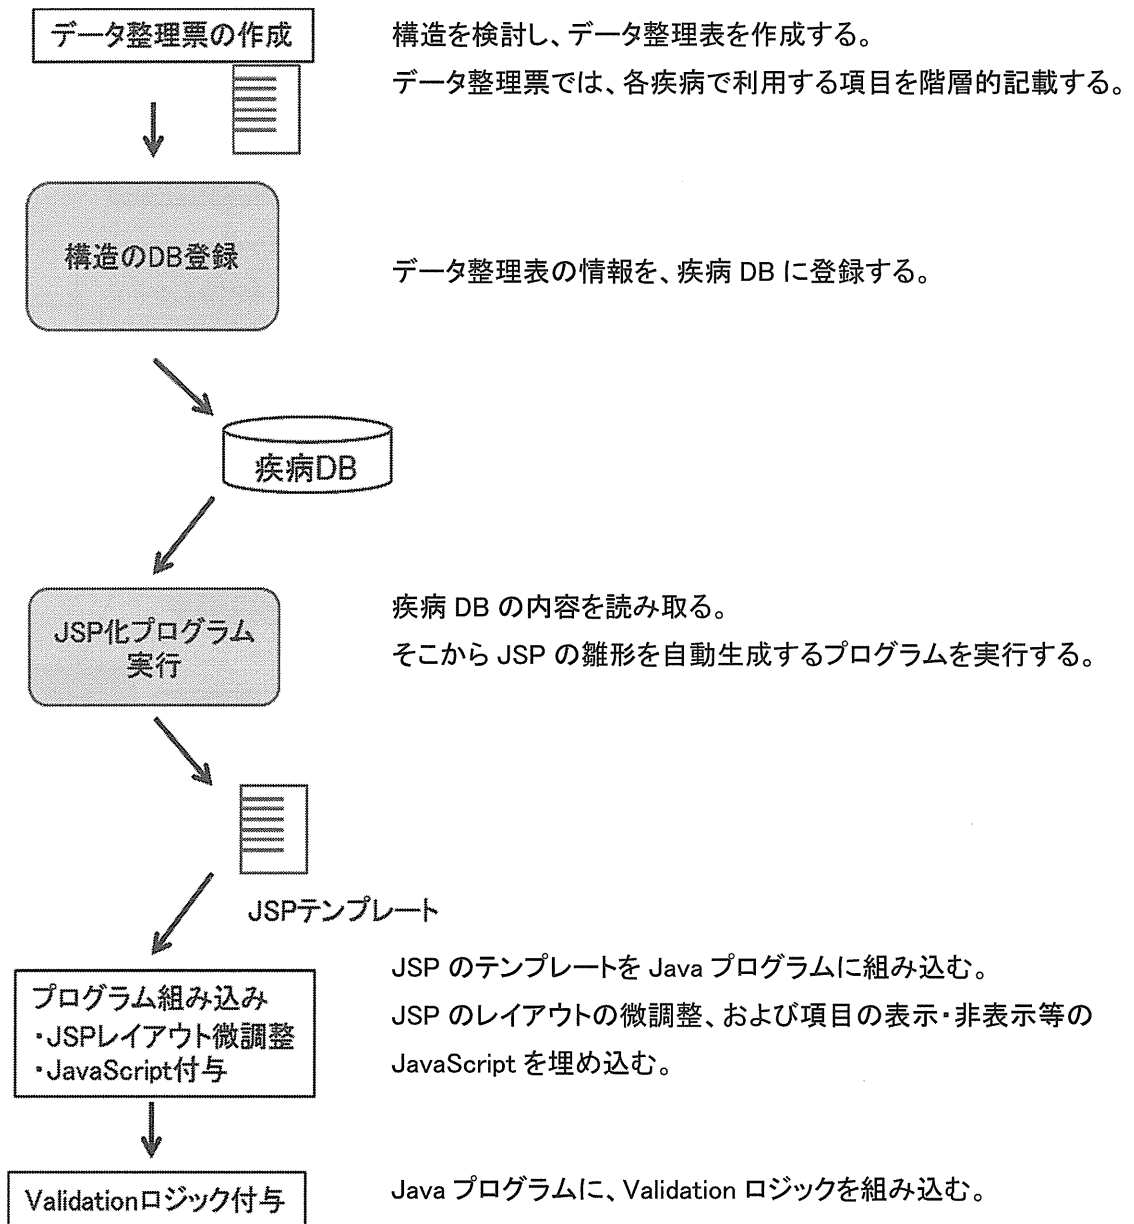 データ整理票の作成
構造を検討し、データ整理表を作成する。
データ整理票では、各疾病で利用する項目を階層的記載する。
構造のDB登録
データ整理表の情報を、疾病 DB に登録する。
疾病DB
JSP化プログラム
実行
疾病 DB の内容を読み取る。
そこから JSP の雛形を自動生成するプログラムを実行する。
JSPテンプレート
プログラム組み込み
・JSPレイアウト微調整
・JavaScript付与
JSP のテンプレートを Java プログラムに組み込む。
JSP のレイアウトの微調整、および項目の表示・非表示等の
JavaScript を埋め込む。
Validationロジック付与
Java プログラムに、Validation ロジックを組み込む。